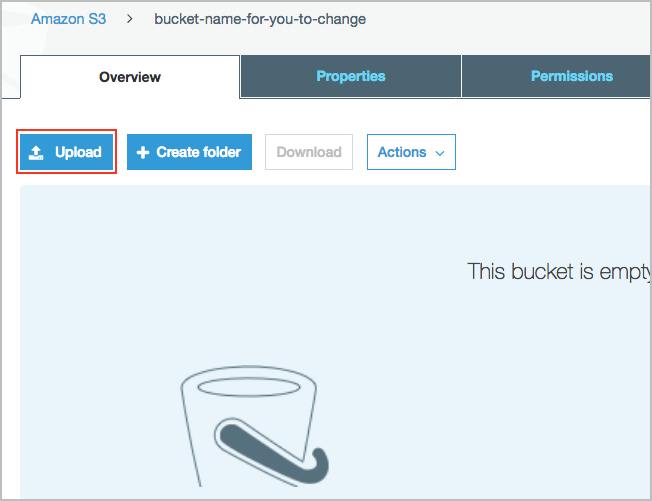 Amazon S3 > bucket-name-for-you-to-change
Overview Properties Permissions
Upload Create folder Download Actions
This bucket is empty